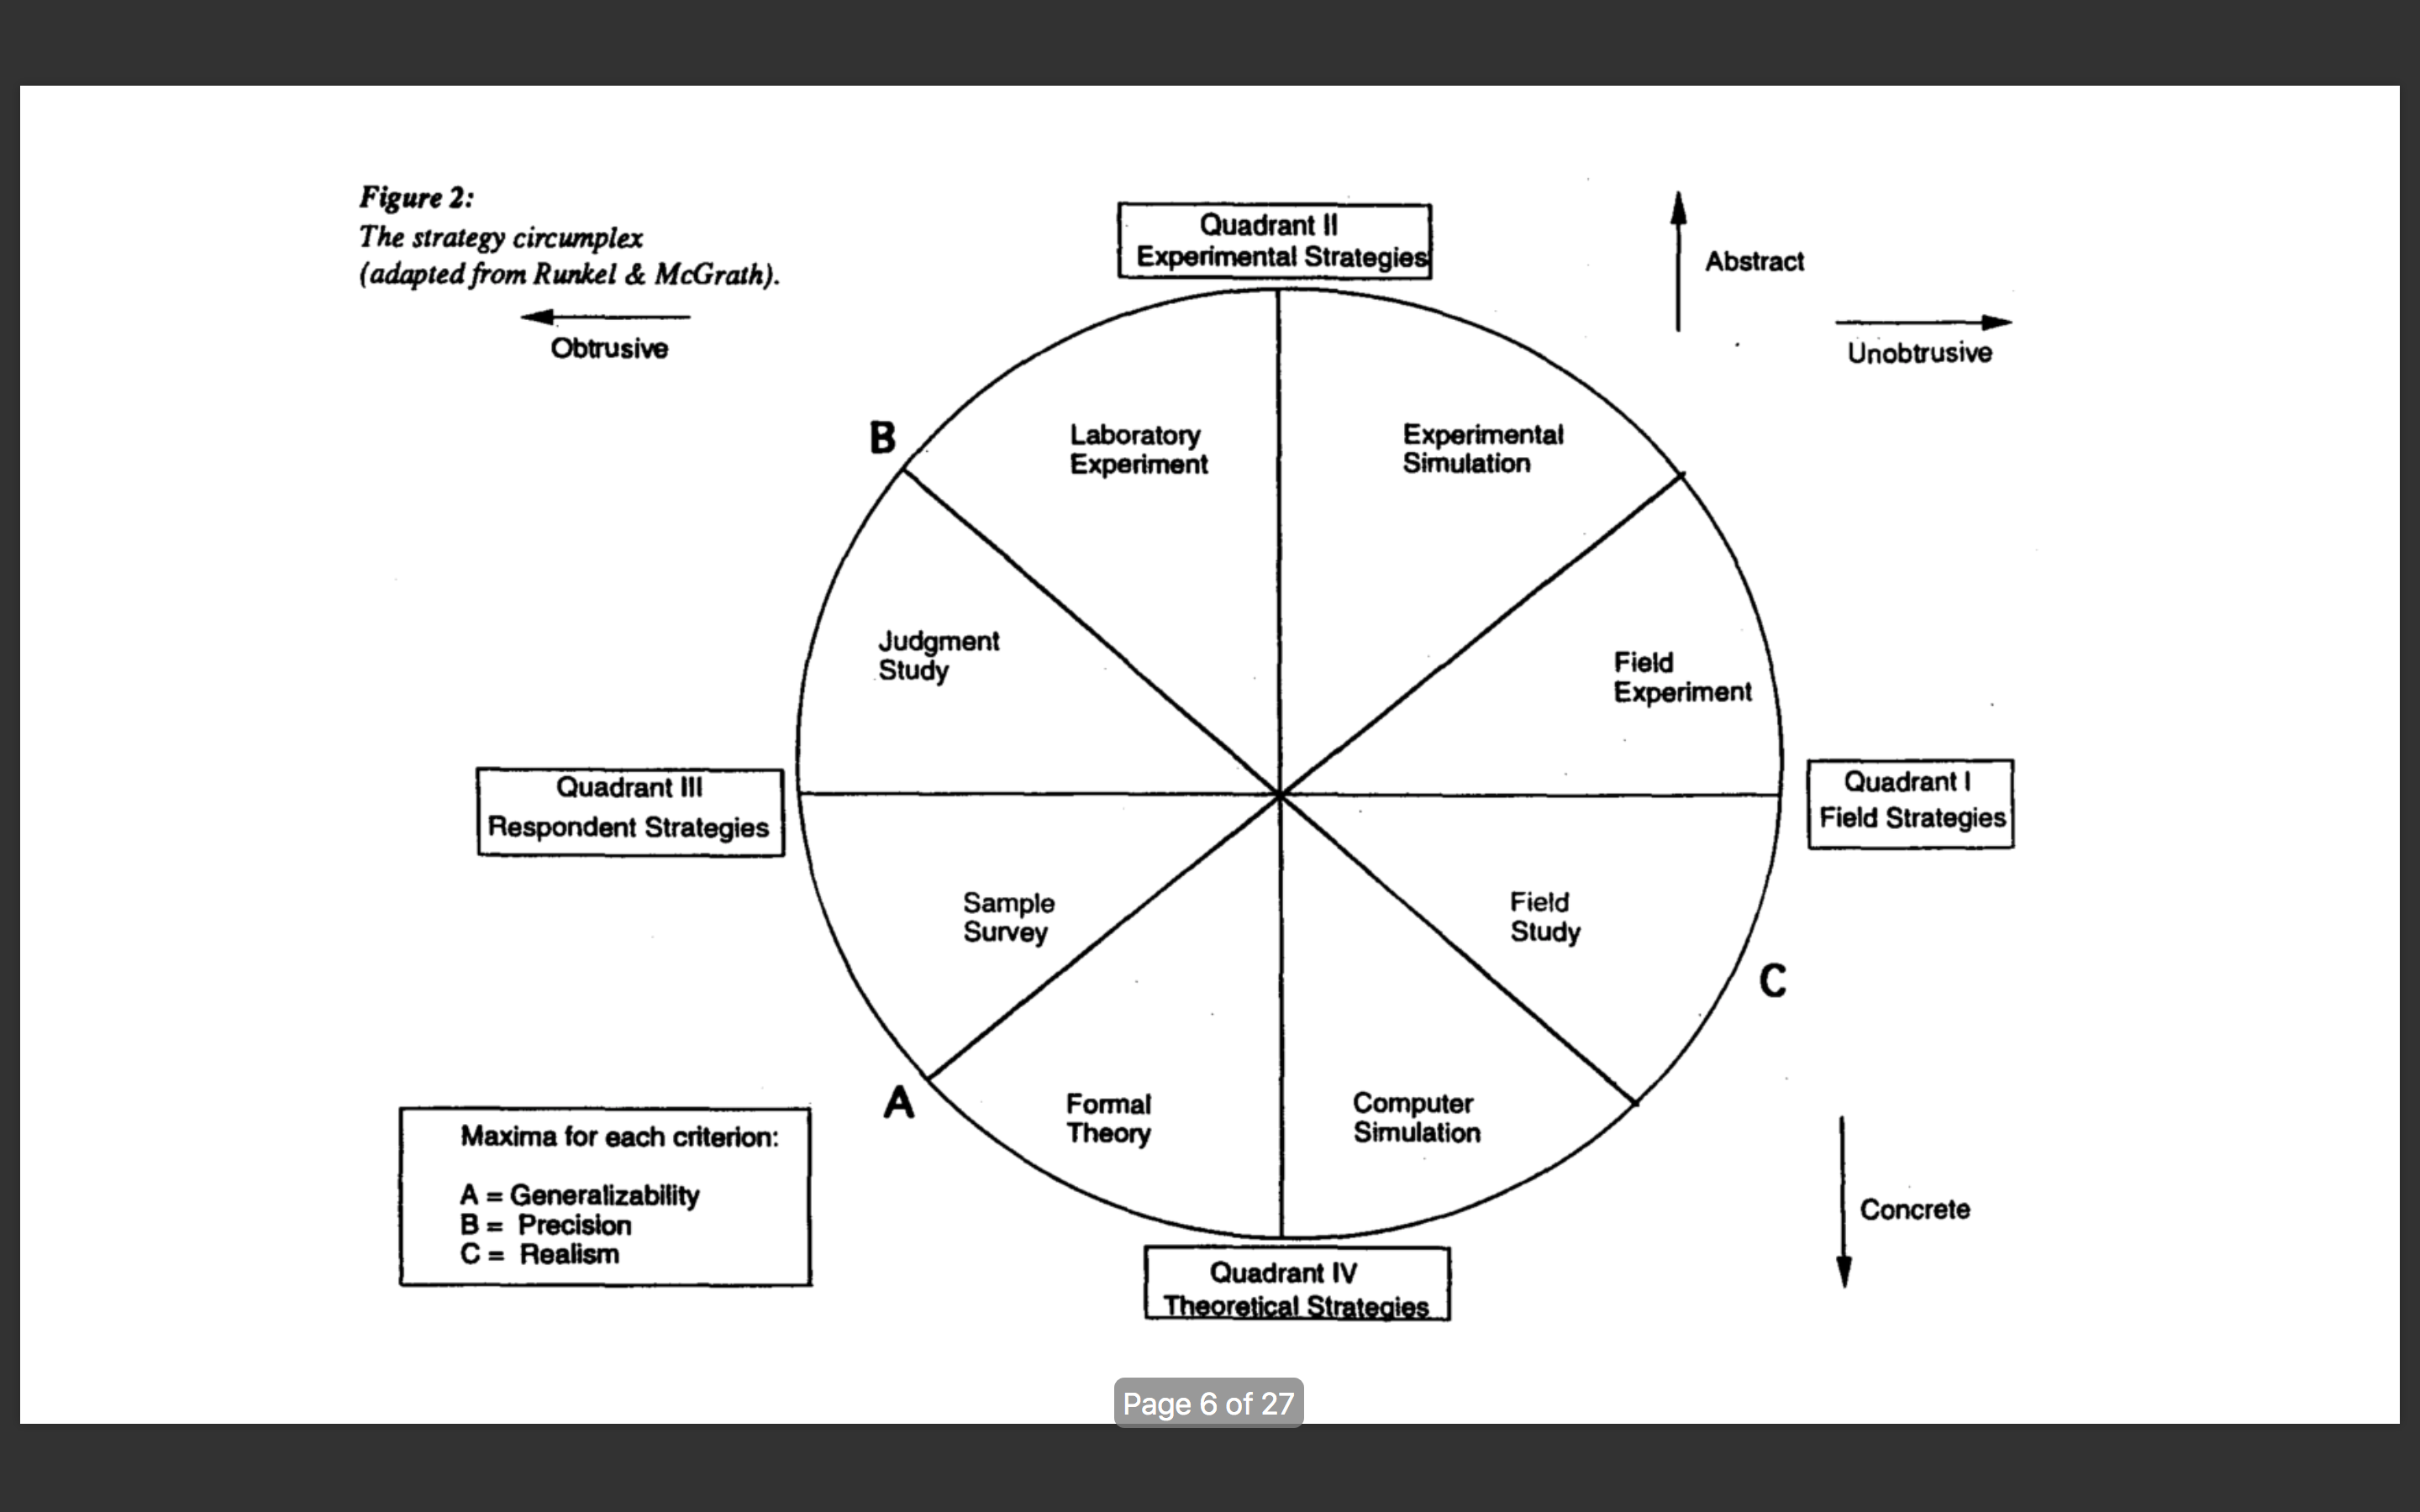 Figure 2:
The strategy circumplex
(adapted from Runkel & McGrath).
Obtrusive
Quadrant II
Experimental Strategies
Abstract
Unobtrusive
B
Laboratory
Experiment
Experimental
Simulation
Judgment
Study
Field
Experiment
Quadrant III
Respondent Strategies
Quadrant I
Field Strategies
Sample
Survey
Field
Study
C
A
Formal
Theory
Computer
Simulation
Maxima for each criterion:
A = Generalizability
B = Precision
C = Realism
Concrete
Quadrant IV
Theoretical Strategies
Page 6 of 27